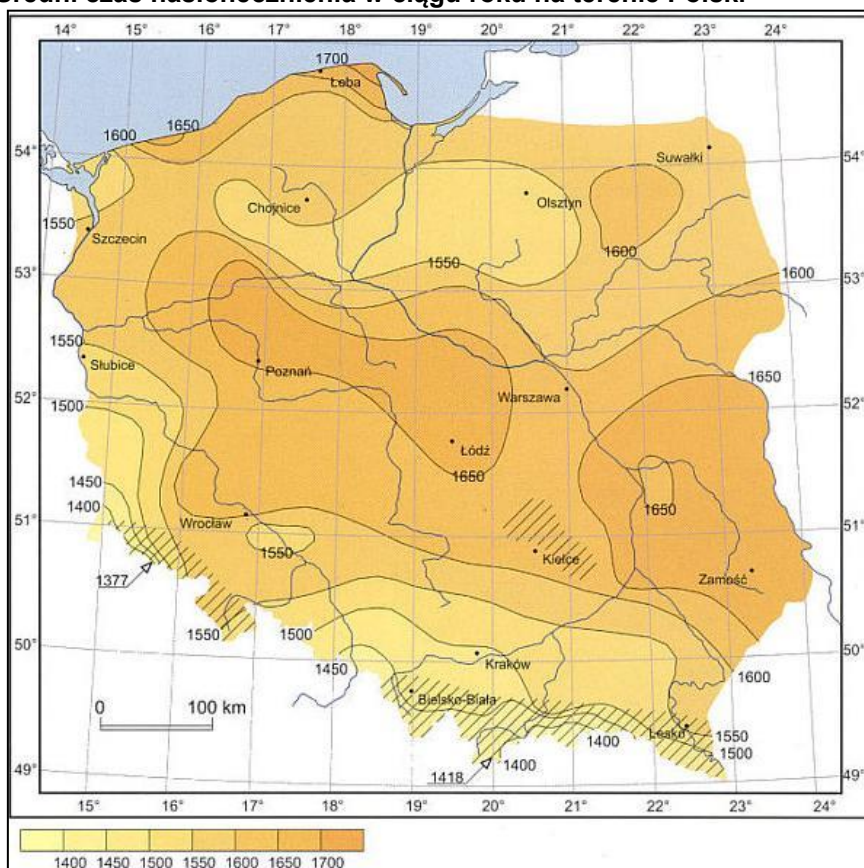 Średni czas nasłonecznienia w ciągu roku na terenie Polski
14° 15° 16° 17° 18° 19° 20° 21° 22° 23° 24°
1700
Łeba
1600 1650
54° Suwałki 54°
Chojnice Olsztyn
1550
Szczecin
1550 1600
53° 1600 53°
1550
Słubice Poznań
1650
Warszawa
52° 52°
1500
Łódź
1650
1450
1400 1650
51° Wrocław 51°
1550 Kielce
1377 Zamość
1550 1500
50° 50°
Kraków
1450 1600
0 100 km
Bielsko-Biała
Lesko 1550
1400 1500
49° 1418 1400 49°
15° 16° 17° 18° 19° 20° 21° 22° 23° 24°
1400 1450 1500 1550 1600 1650 1700